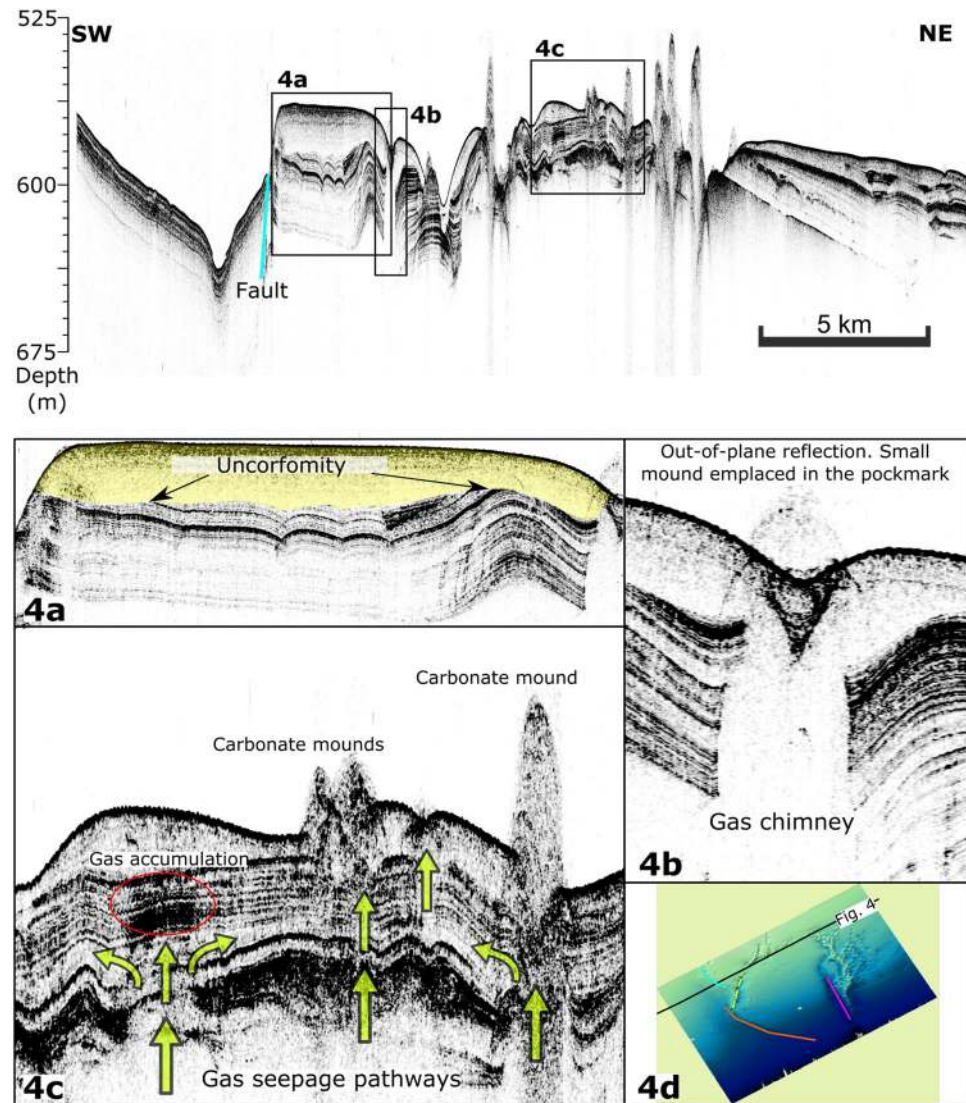 525
SW
NE
4a
4b
4c
600
Fault
5 km
675
Depth
(m)
Uncorfomity
4a
Out-of-plane reflection. Small
mound emplaced in the pockmark
Gas chimney
4b
Carbonate mound
Carbonate mounds
Gas accumulation
Gas seepage pathways
4c
Fig. 4-
4d